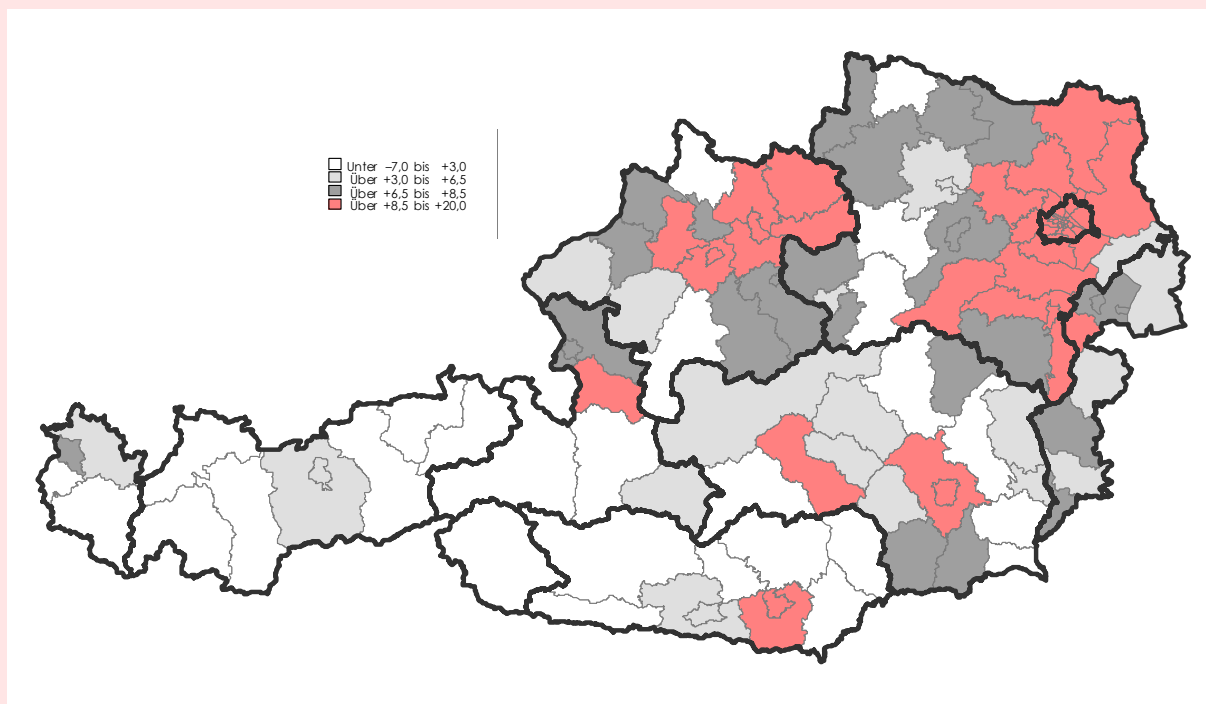 Unter –7,0 bis +3,0
Über +3,0 bis +6,5
Über +6,5 bis +8,5
Über +8,5 bis +20,0